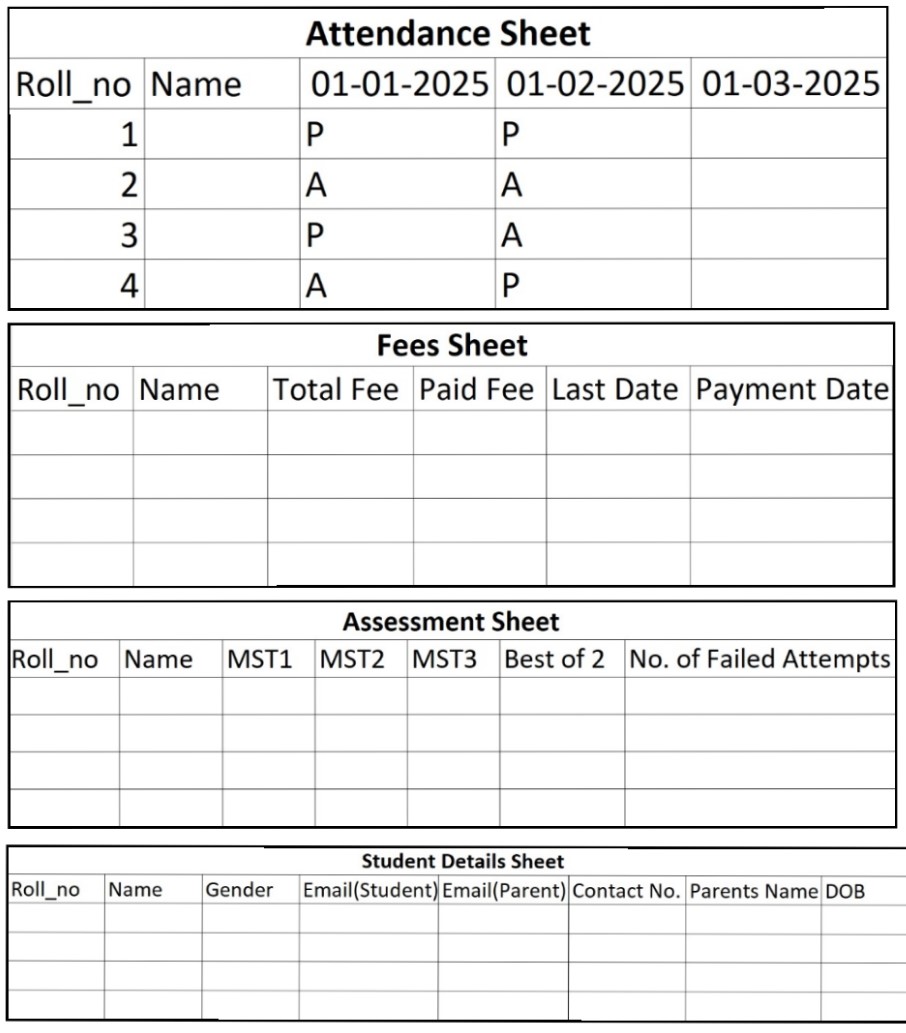 Attendance Sheet
Roll_no Name 01-01-2025 01-02-2025 01-03-2025
1 P P
2 A A
3 P A
4 A P
Fees Sheet
Roll_no Name Total Fee Paid Fee Last Date Payment Date
Assessment Sheet
Roll_no Name MST1 MST2 MST3 Best of 2 No. of Failed Attempts
Student Details Sheet
Roll_no Name Gender Email(Student) Email(Parent) Contact No. Parents Name DOB